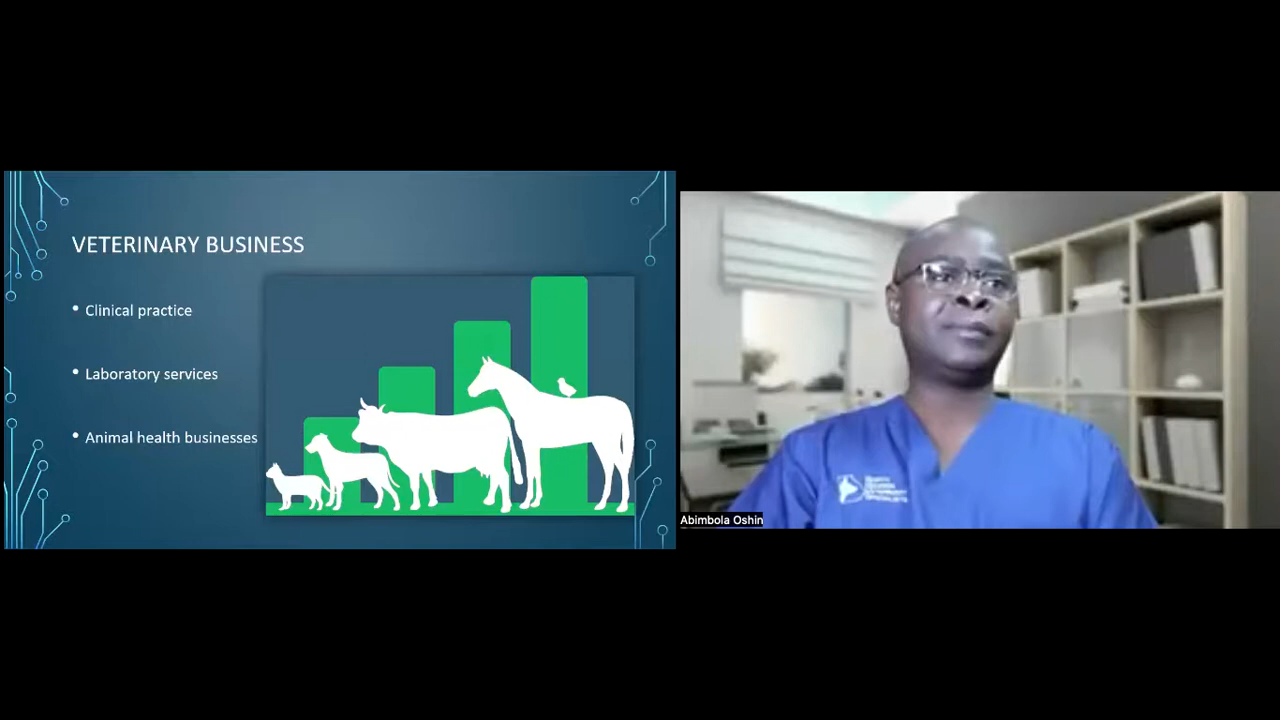 VETERINARY BUSINESS
• Clinical practice
• Laboratory services
• Animal health businesses
Abimbola Oshin